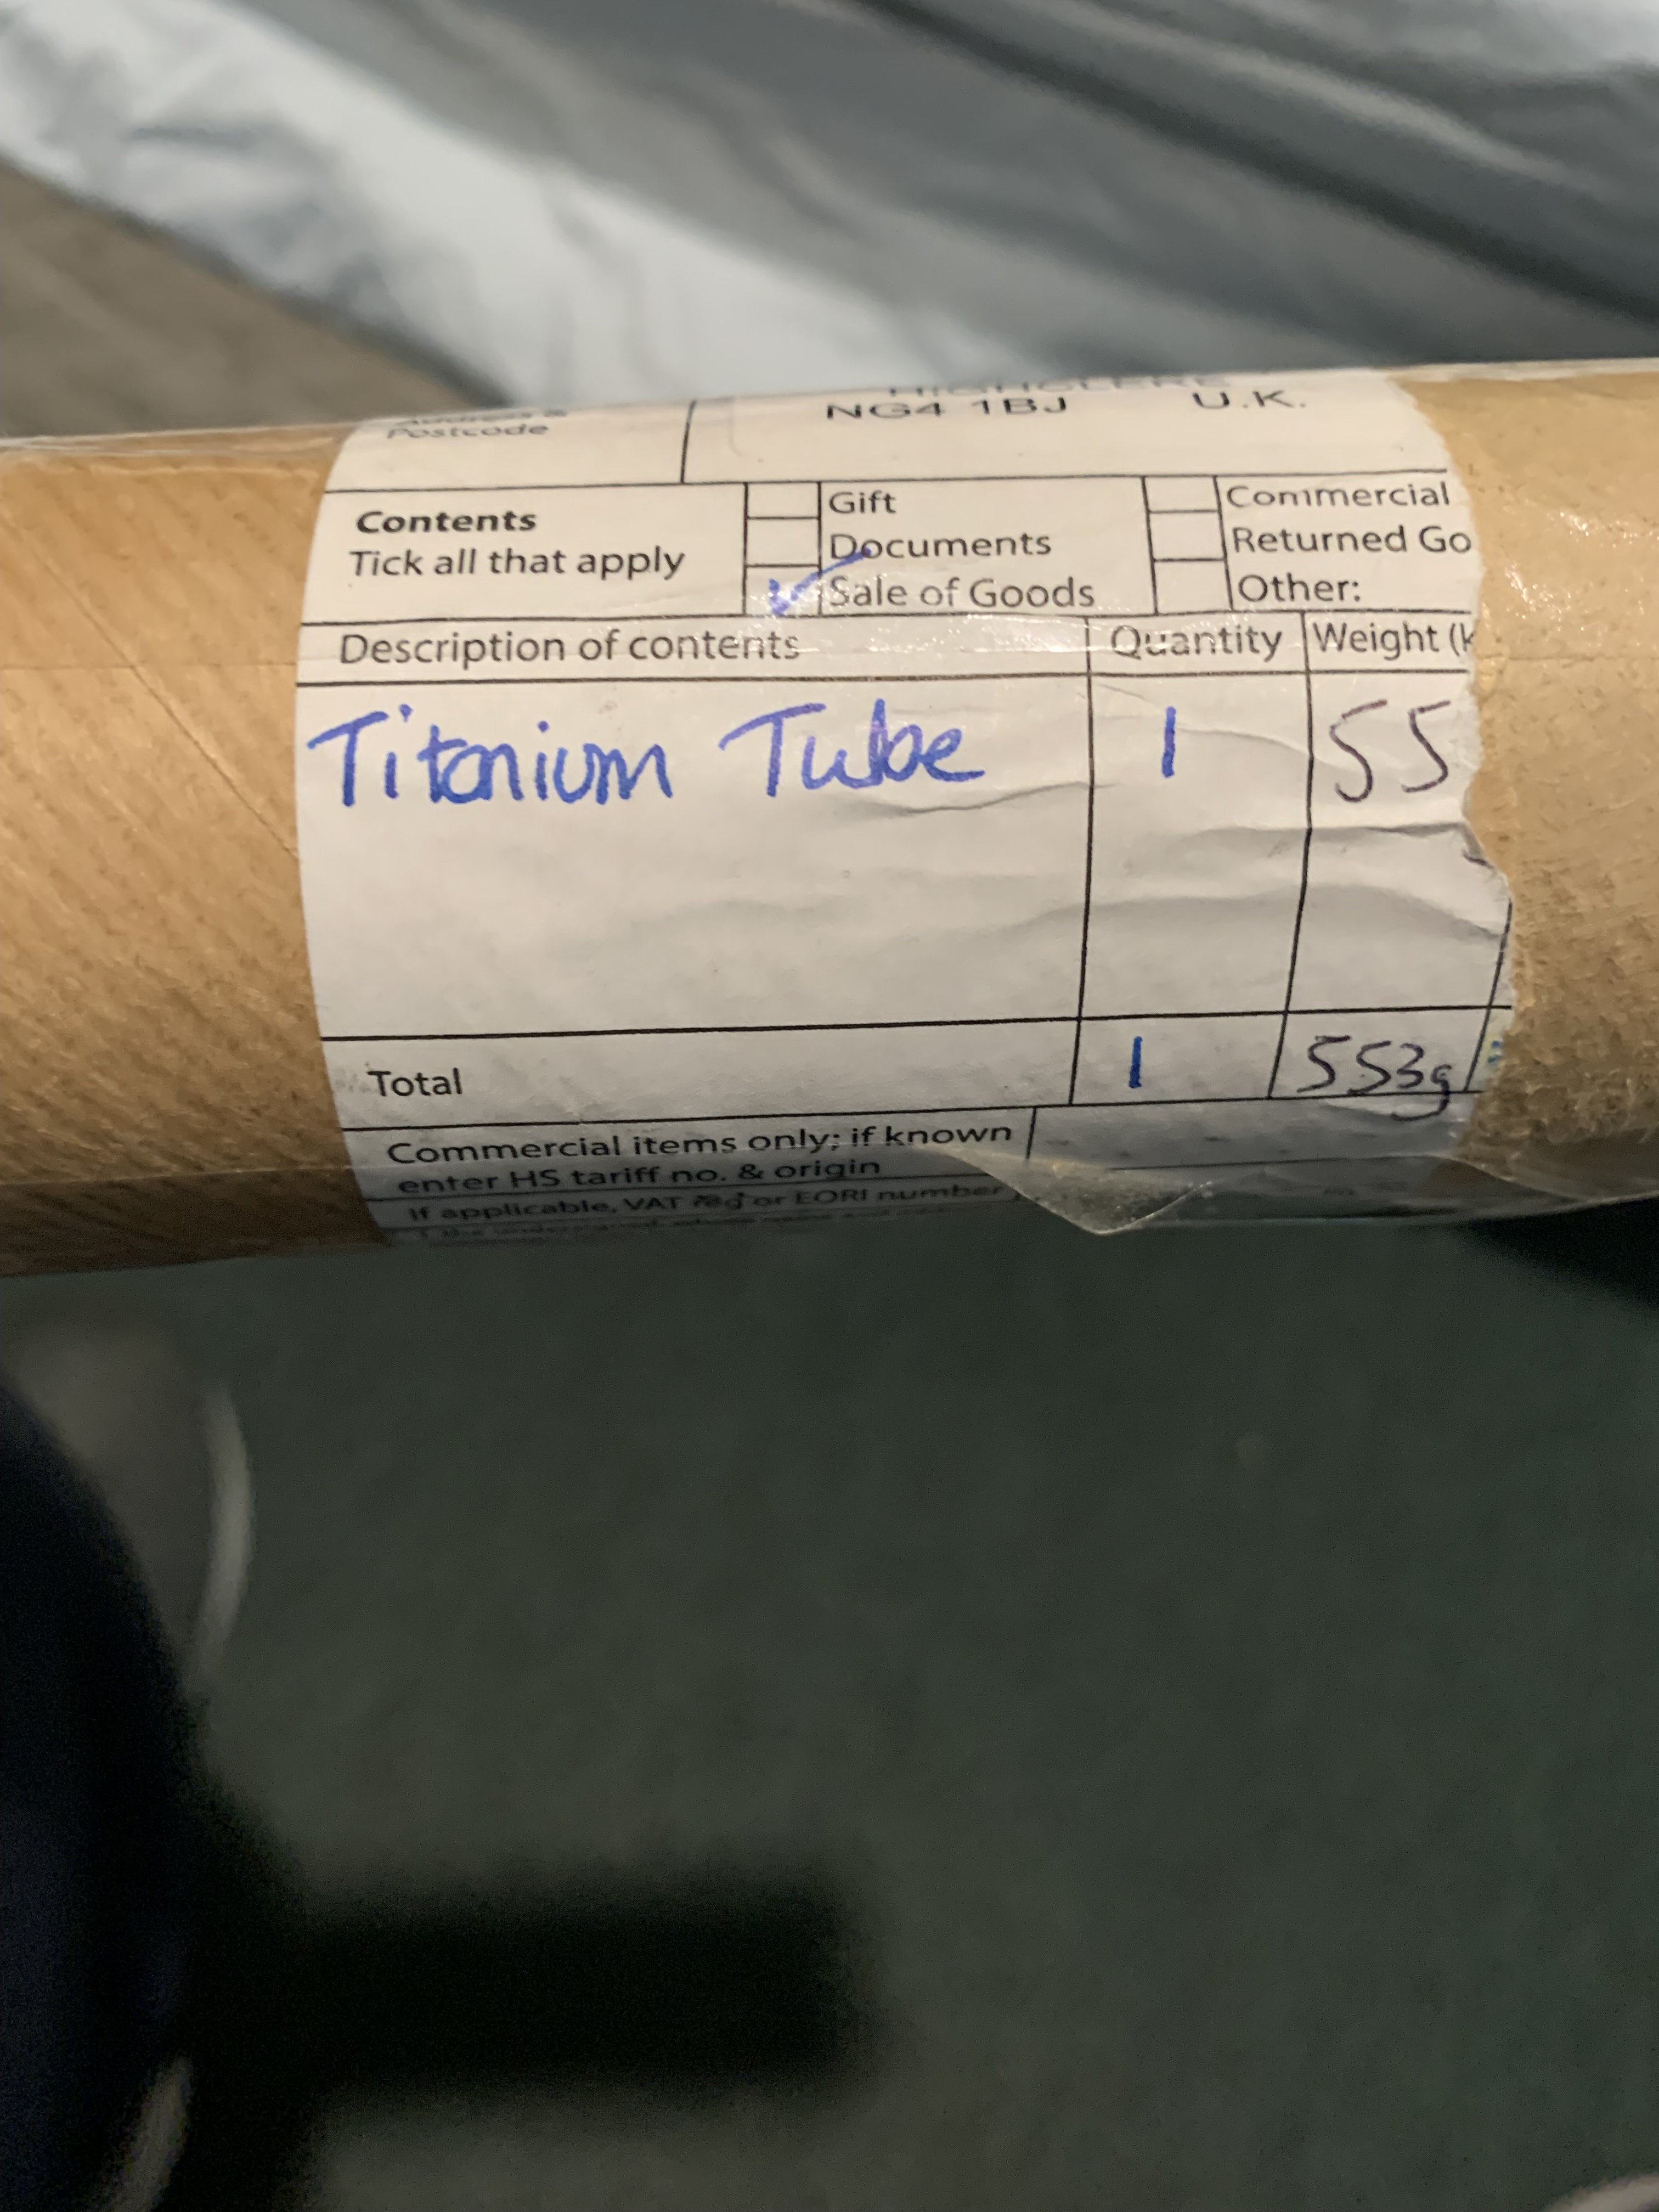 Postcode
NG4 1BJ U.K.
Contents
Tick all that apply
Gift
Documents
Sale of Goods
Commercial
Returned Go
Other:
Description of contents Quantity Weight (k
Titanium Tube 1 55
Total 1 553g
Commercial items only; if known
enter HS tariff no. & origin
If applicable, VAT or EORI number